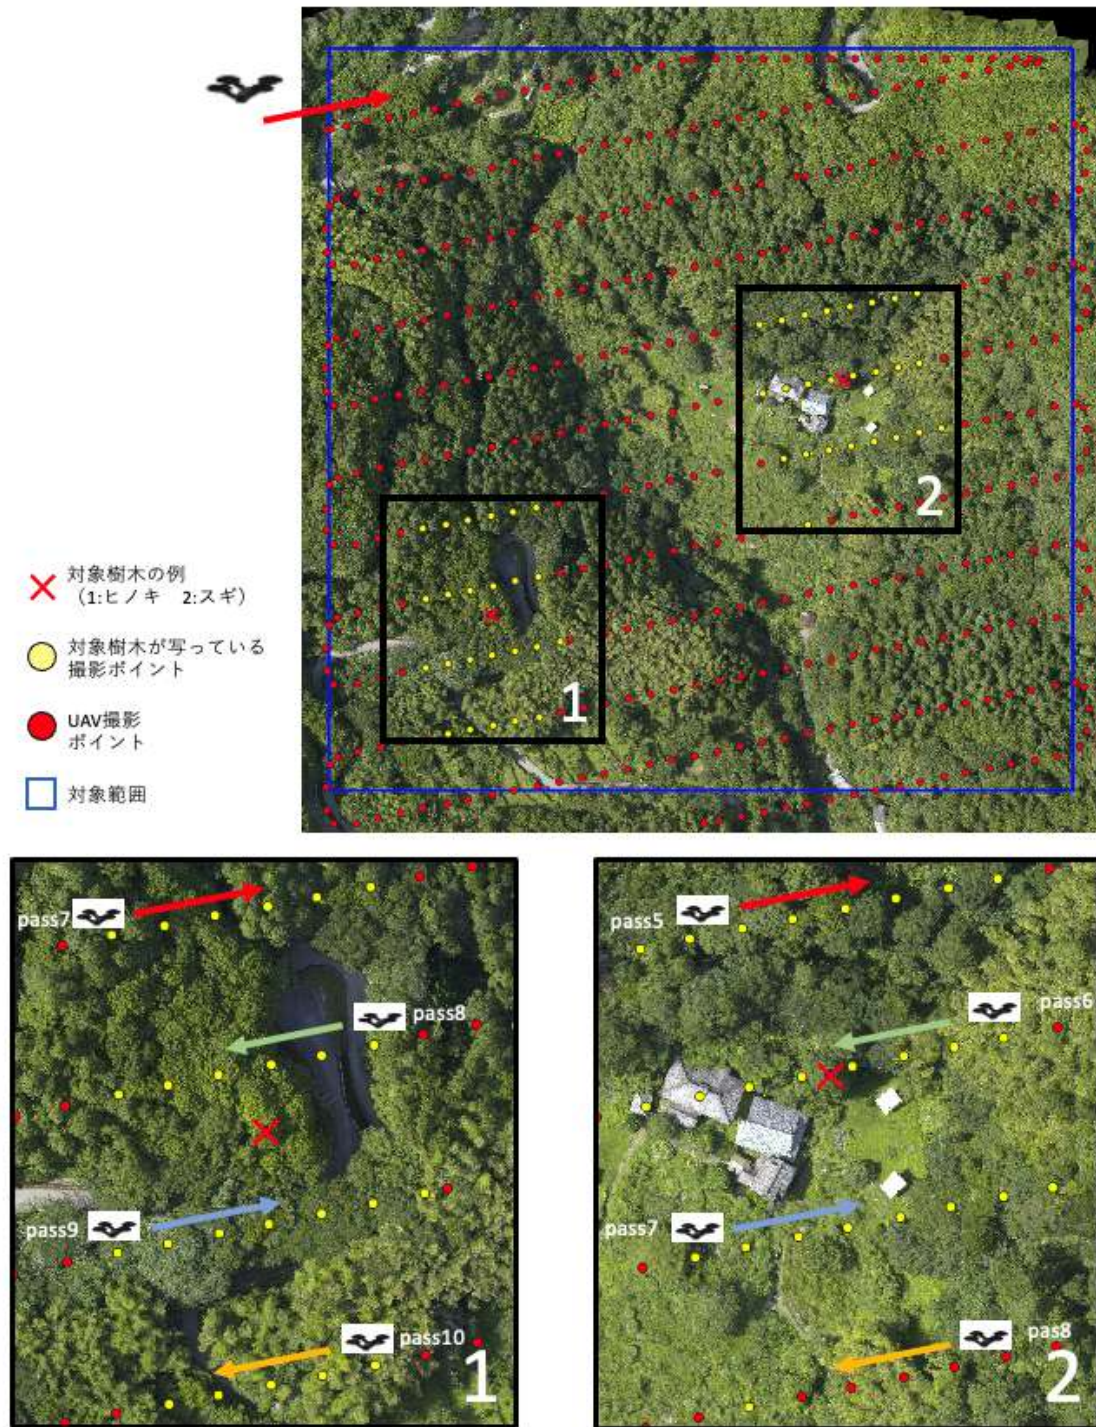 2
1
対象樹木の例
(1:ヒノキ 2:スギ)
対象樹木が写っている
撮影ポイント
UAV撮影
ポイント
対象範囲
pass7
pass8
pass9
pass10
1
pass5
pass6
pass7
pas8
2